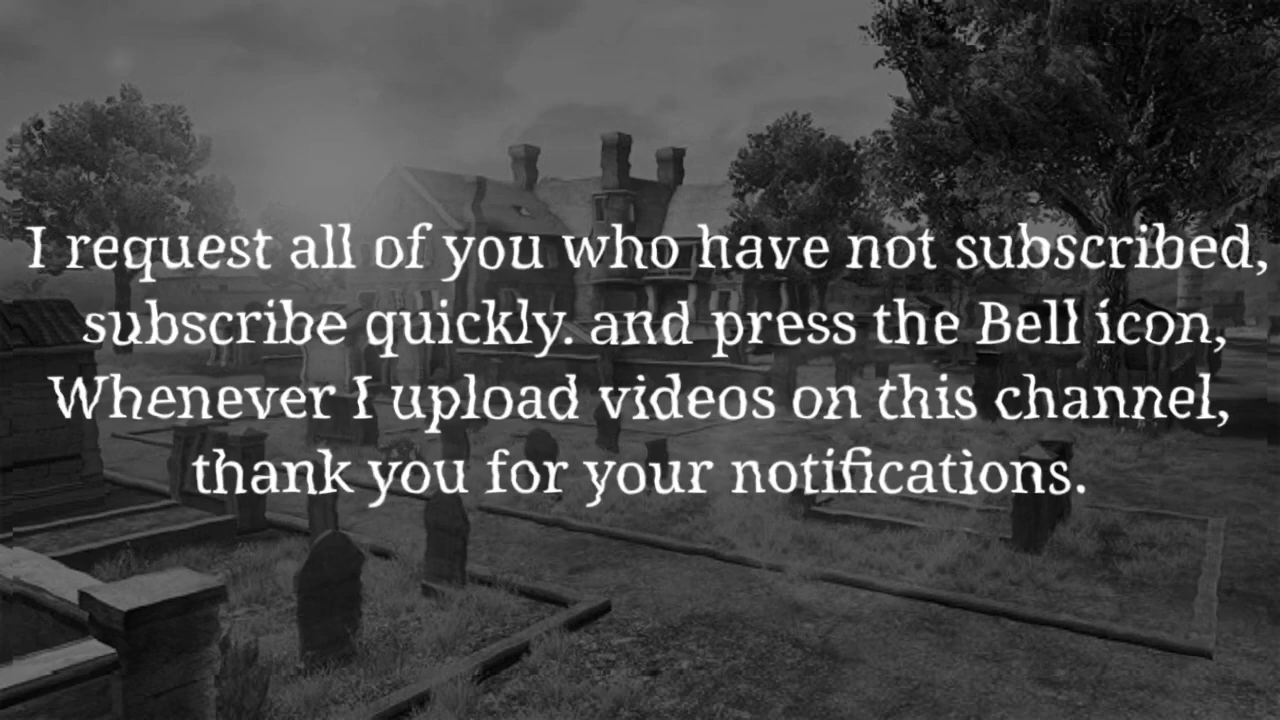 I request all of you who have not subscribed,
subscribe quickly. and press the Bell icon,
Whenever I upload videos on this channel,
thank you for your notifications.